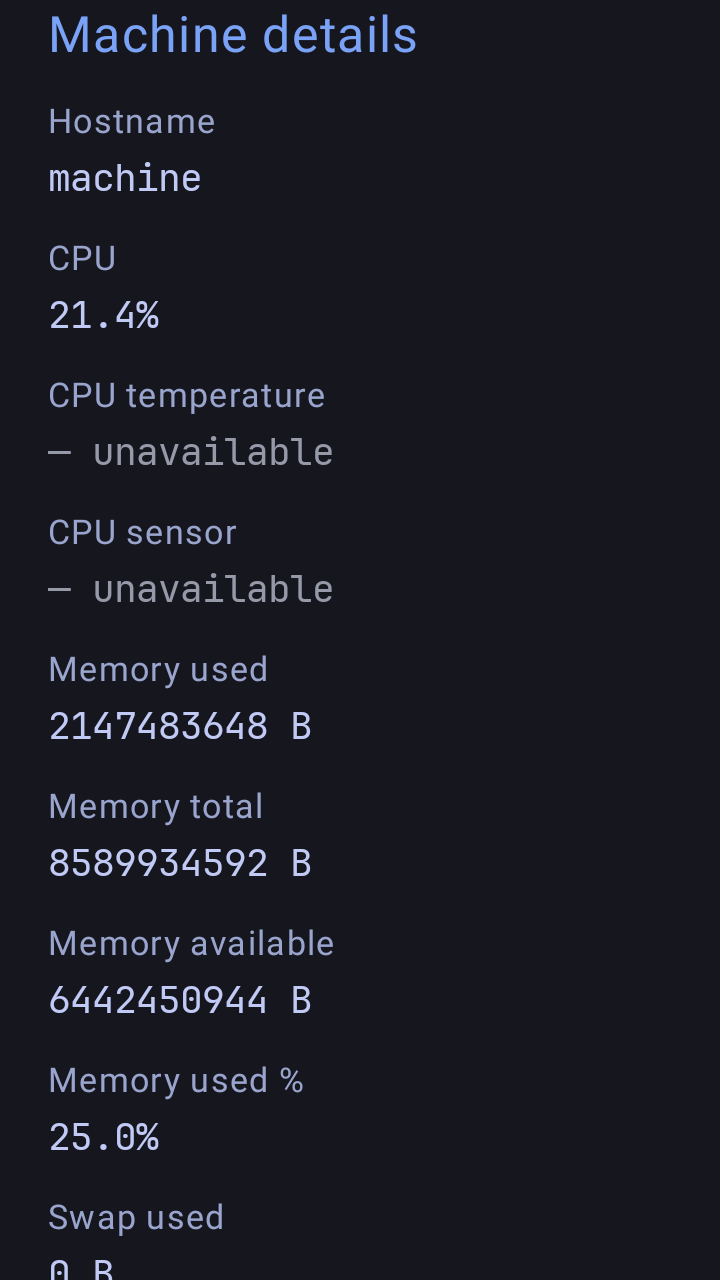 Machine details
Hostname
machine
CPU
21.4%
CPU temperature
— unavailable
CPU sensor
— unavailable
Memory used
2147483648 B
Memory total
8589934592 B
Memory available
6442450944 B
Memory used %
25.0%
Swap used
0 B